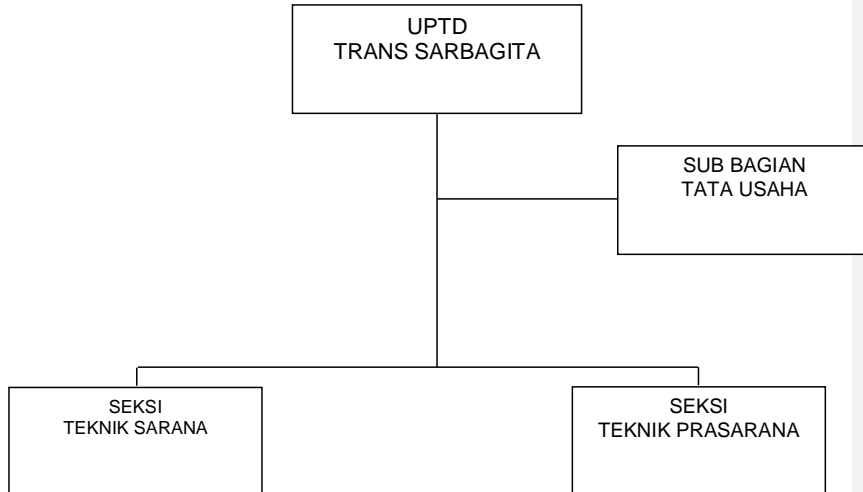 UPTD
TRANS SARBAGITA
SUB BAGIAN
TATA USAHA
SEKSI
TEKNIK SARANA
SEKSI
TEKNIK PRASARANA